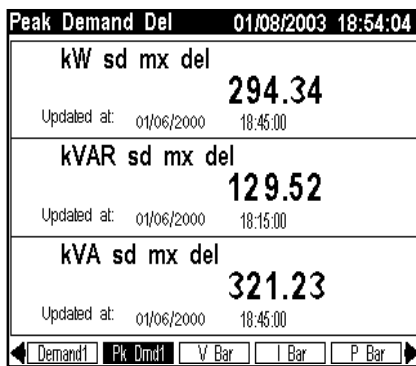 Peak Demand Del 01/08/2003 18:54:04
kW sd mx del
294.34
Updated at: 01/06/2000 18:45:00
kVAR sd mx del
129.52
Updated at: 01/06/2000 18:15:00
kVA sd mx del
321.23
Updated at: 01/06/2000 18:45:00
Demand1 Pk Dmd1 V Bar I Bar P Bar